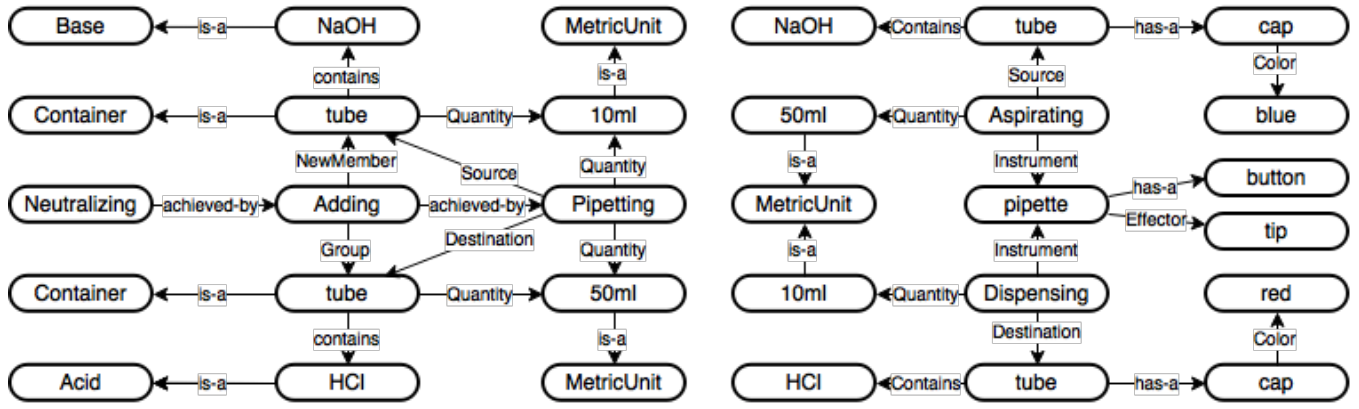 Base is-a NaOH MetricUnit NaOH Contains tube has-a cap
contains is-a Source Color
Container is-a tube Quantity 10ml 50ml Quantity Aspirating blue
NewMember Source Quantity is-a Instrument
Neutralizing achieved-by Adding achieved-by Pipetting MetricUnit pipette has-a button
Effector tip
Group Destination Quantity is-a Instrument
Container is-a tube Quantity 50ml 10ml Quantity Dispensing red
contains is-a Destination Color
Acid is-a HCl MetricUnit HCl Contains tube has-a cap